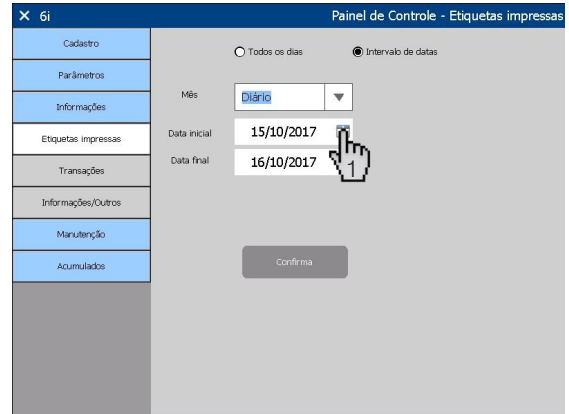 6i
Painel de Controle - Etiquetas impressas
Cadastro
Parâmetros
Informações
Etiquetas impressas
Transações
Informações/Outros
Manutenção
Acumulados
Todos os dias
Intervalo de datas
Mês
Diário
Data inicial
15/10/2017
Data final
16/10/2017
1
Confirma